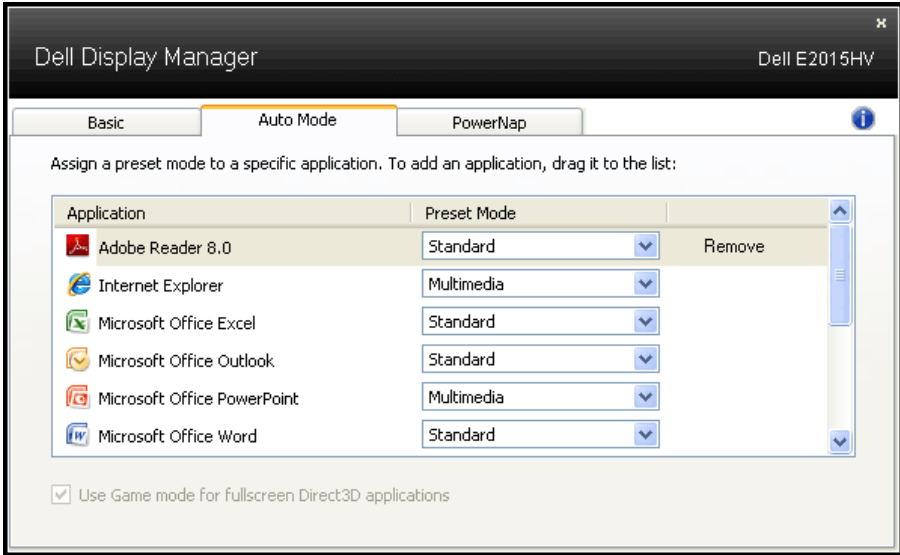 x
Dell Display Manager
Dell E2015HV
Basic
Auto Mode
PowerNap
Assign a preset mode to a specific application. To add an application, drag it to the list:
Application
Preset Mode
Adobe Reader 8.0
Standard
Remove
Internet Explorer
Multimedia
Microsoft Office Excel
Standard
Microsoft Office Outlook
Standard
Microsoft Office PowerPoint
Multimedia
Microsoft Office Word
Standard
Use Game mode for fullscreen Direct3D applications